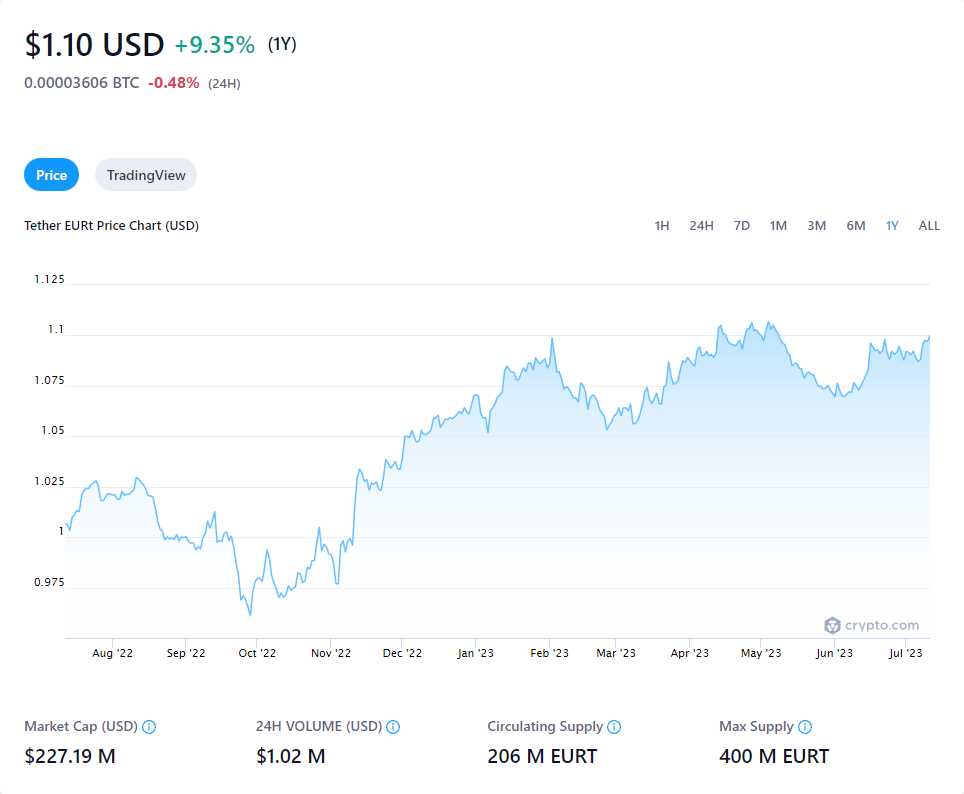 $1.10 USD +9.35% (1Y)
0.00003606 BTC -0.48% (24H)
Price TradingView
Tether EURt Price Chart (USD) 1H 24H 7D 1M 3M 6M 1Y ALL
1.125
1.1
1.075
1.05
1.025
1
0.975
crypto.com
Aug '22 Sep '22 Oct '22 Nov '22 Dec '22 Jan '23 Feb '23 Mar '23 Apr '23 May '23 Jun '23 Jul '23
Market Cap (USD) 24H VOLUME (USD) Circulating Supply Max Supply
$227.19 M $1.02 M 206 M EURT 400 M EURT